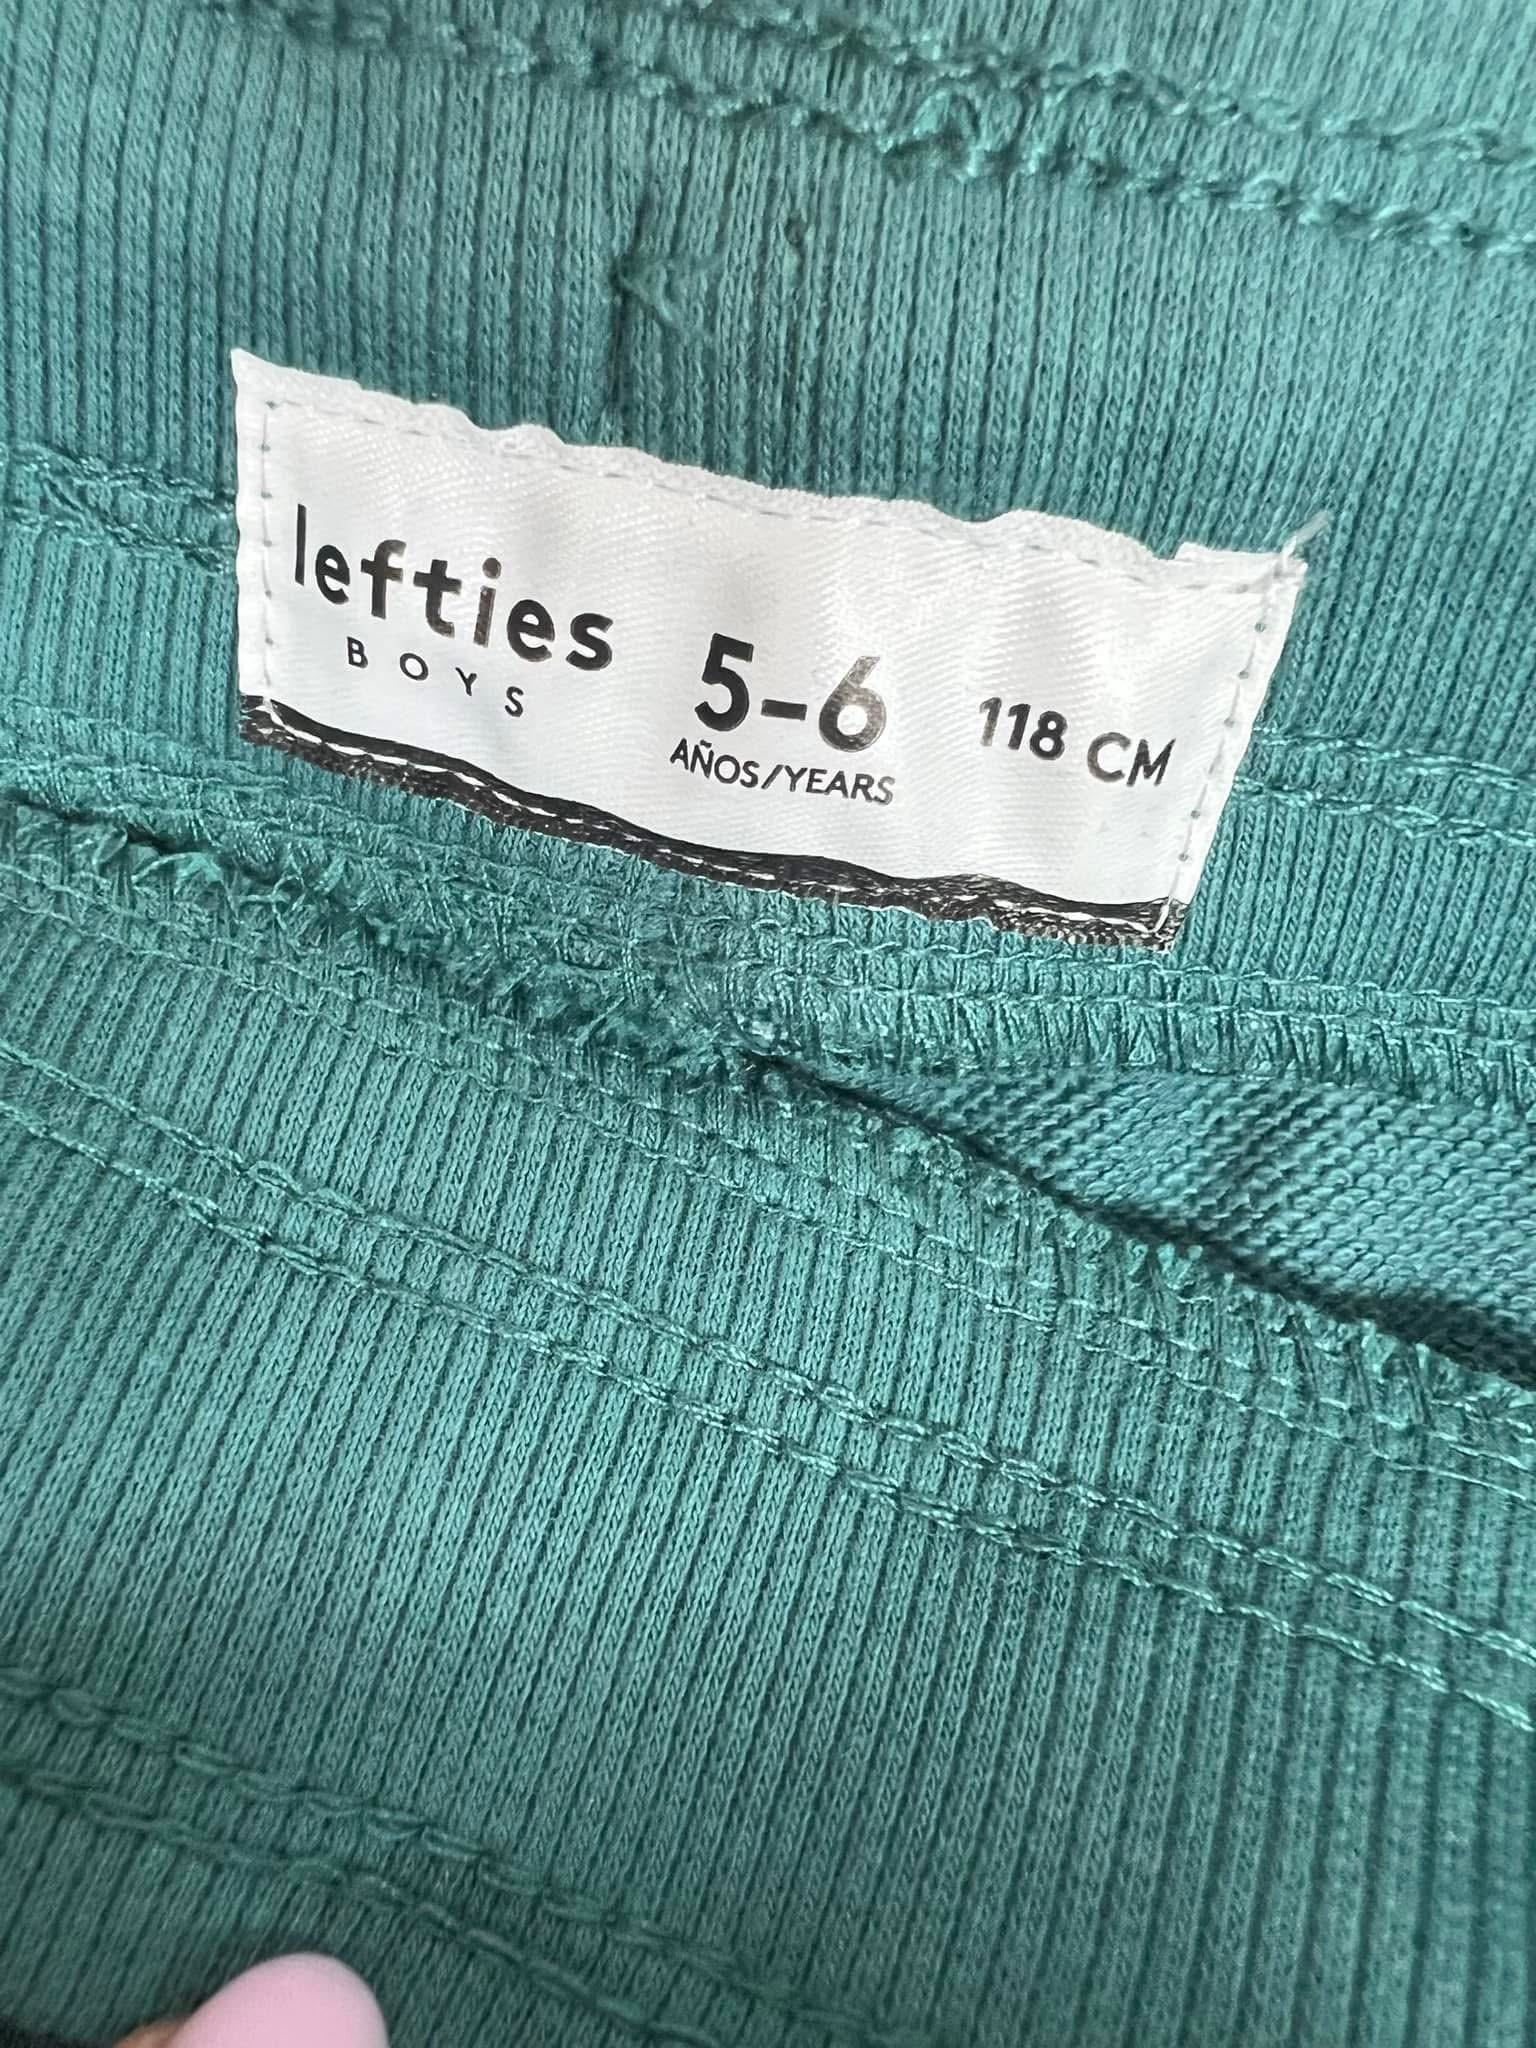 lefties
BOYS
5-6
AÑOS/YEARS
118 CM